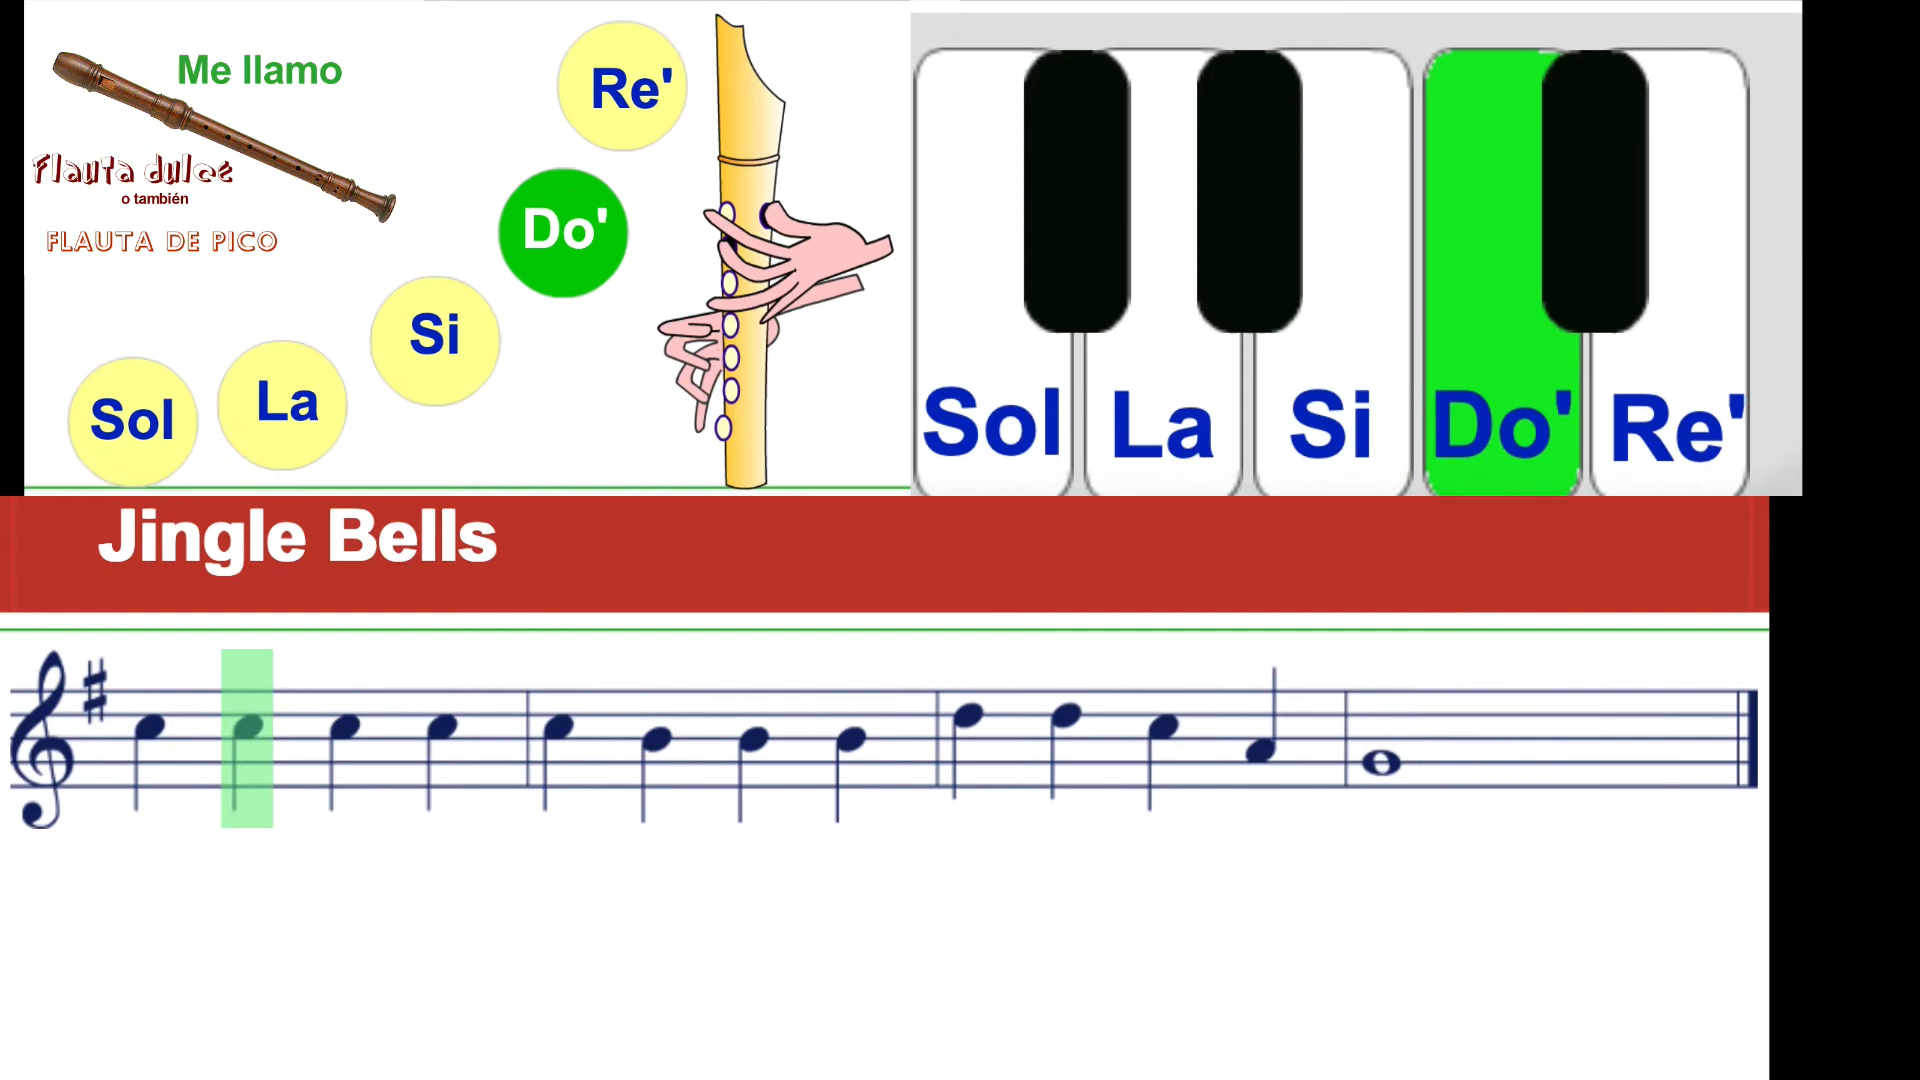 Me llamo
Flauta dulce
o también
FLAUTA DE PICO
Sol
La
Si
Do'
Re'
Sol
La
Si
Do'
Re'
Jingle Bells